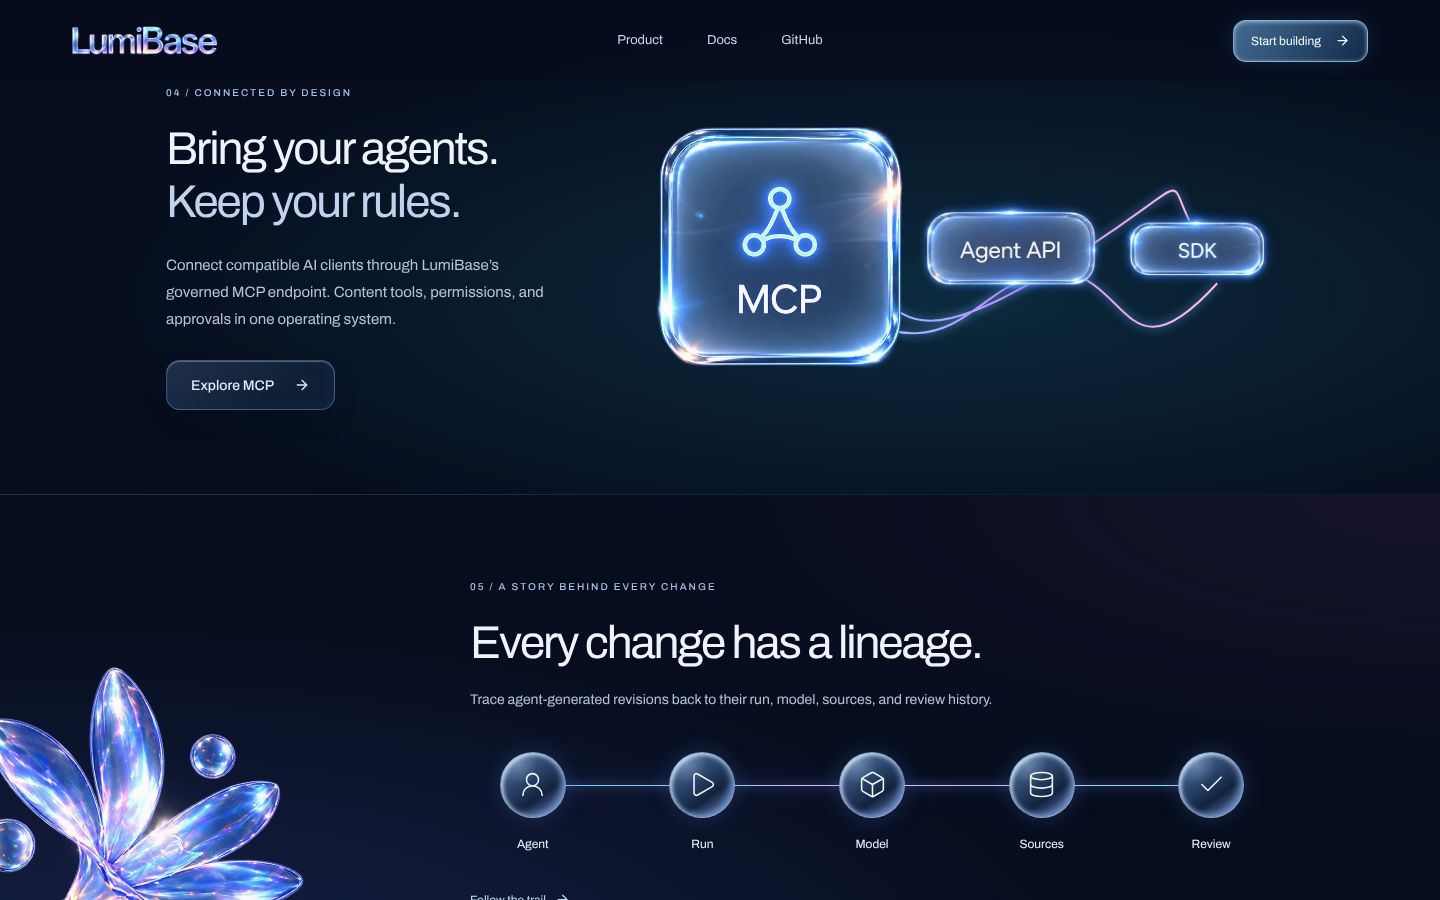 LumiBase
Product
Docs
GitHub
Start building
04 / CONNECTED BY DESIGN
Bring your agents.
Keep your rules.
Connect compatible AI clients through LumiBase’s
governed MCP endpoint. Content tools, permissions, and
approvals in one operating system.
Explore MCP
MCP
Agent API
SDK
05 / A STORY BEHIND EVERY CHANGE
Every change has a lineage.
Trace agent-generated revisions back to their run, model, sources, and review history.
Agent
Run
Model
Sources
Review
Follow the trail